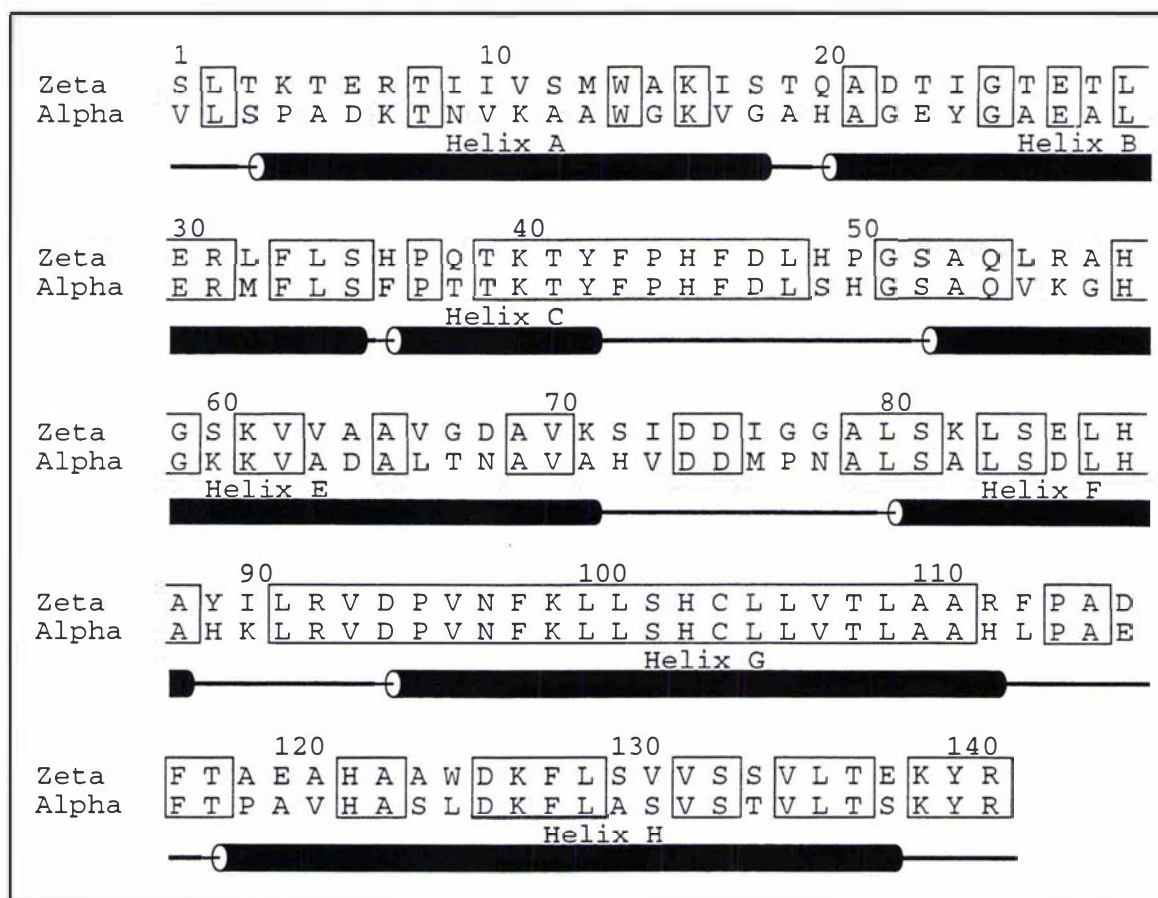 1 10 20
Zeta S L T K T E R T I I V S M W A K I S T Q A D T I G T E T L
Alpha V L S P A D K T N V K A A W G K V G A H A G E Y G A E A L
Helix A Helix B
30 40 50
Zeta E R L F L S H P Q T K T Y F P H F D L H P G S A Q L R A H
Alpha E R M F L S F P T T K T Y F P H F D L S H G S A Q V K G H
Helix C
60 70 80
Zeta G S K V V A A V G D A V K S I D D I G G A L S K L S E L H
Alpha G K K V A D A L T N A V A H V D D M P N A L S A L S D L H
Helix E Helix F
90 100 110
Zeta A Y I L R V D P V N F K L L S H C L L V T L A A R F P A D
Alpha A H K L R V D P V N F K L L S H C L L V T L A A H L P A E
Helix G
120 130 140
Zeta F T A E A H A A W D K F L S V V S S V L T E K Y R
Alpha F T P A V H A S L D K F L A S V S T V L T S K Y R
Helix H